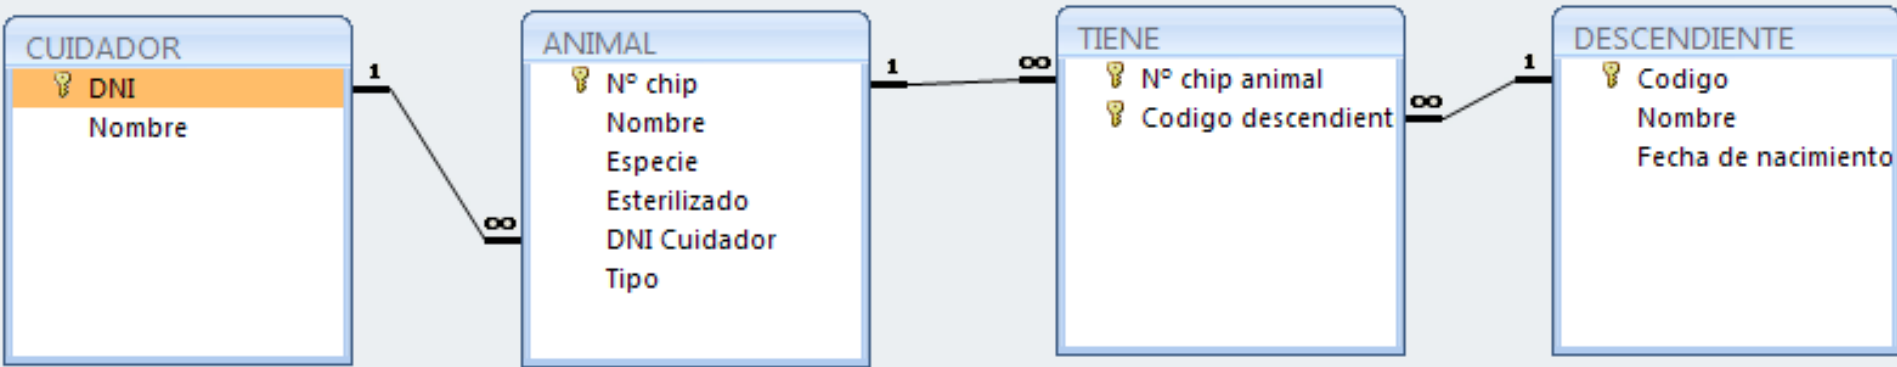 CUIDADOR
DNI
Nombre
1
∞
ANIMAL
Nº chip
Nombre
Especie
Esterilizado
DNI Cuidador
Tipo
1
∞
TIENE
Nº chip animal
Codigo descendient
∞
1
DESCENDIENTE
Codigo
Nombre
Fecha de nacimiento